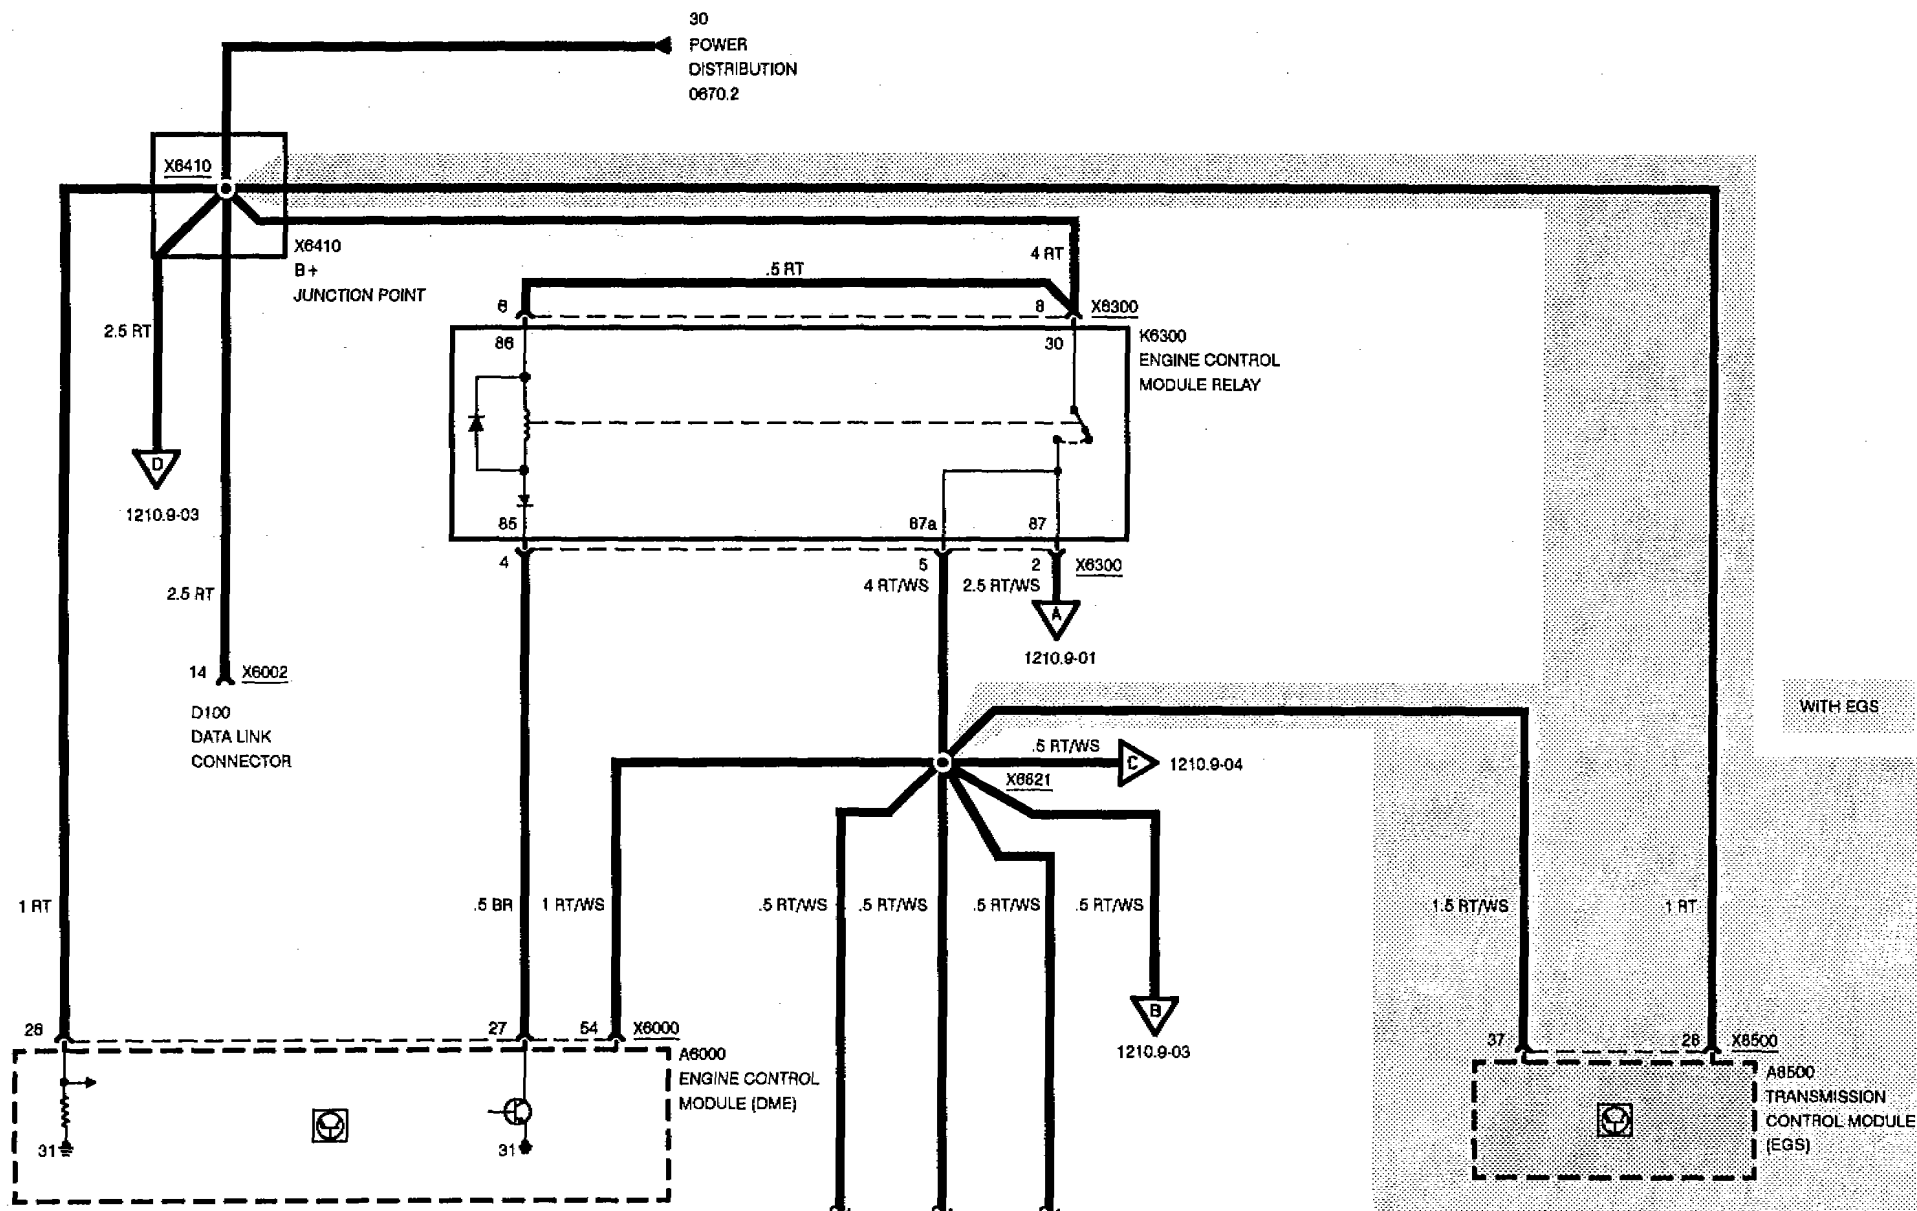 30
POWER
DISTRIBUTION
0670.2
X6410
X6410
B+
JUNCTION POINT
4 RT
.5 RT
6
8
X6300
2.5 RT
86
30
K6300
ENGINE CONTROL
MODULE RELAY
D
1210.9-03
85
87a
87
4
5
2
X6300
4 RT/WS
2.5 RT/WS
A
1210.9-01
2.5 RT
14
X6002
D100
DATA LINK
CONNECTOR
WITH EGS
.5 RT/WS
C
1210.9-04
X6821
1 RT
.5 BR
1 RT/WS
.5 RT/WS
.5 RT/WS
.5 RT/WS
.5 RT/WS
1.5 RT/WS
1 RT
B
1210.9-03
26
27
54
X6000
A6000
ENGINE CONTROL
MODULE (DME)
31
31
37
26
X8500
A8500
TRANSMISSION
CONTROL MODULE
(EGS)